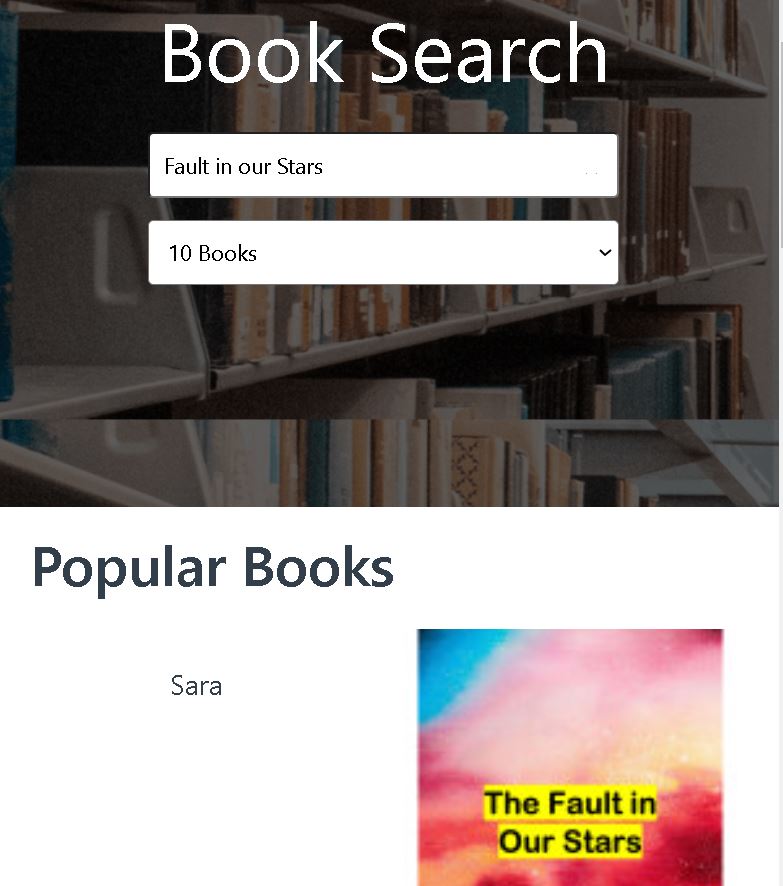 Book Search
Fault in our Stars
10 Books
Popular Books
Sara
The Fault in
Our Stars